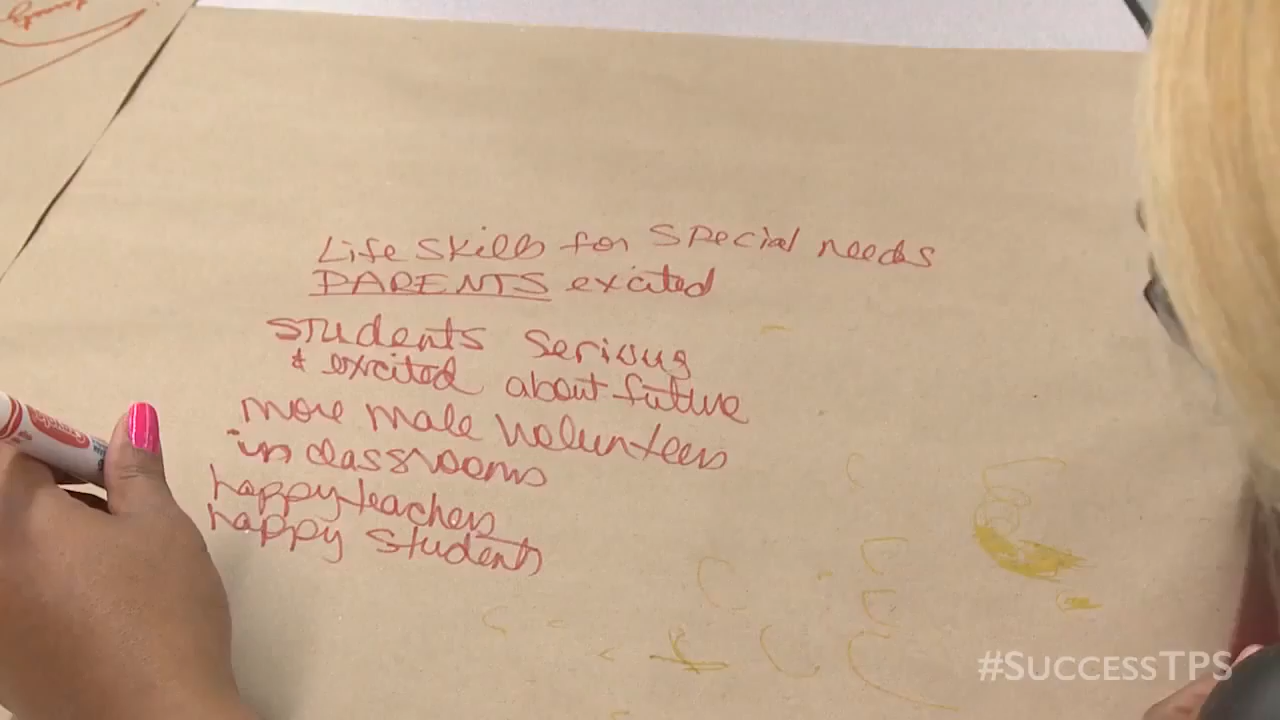 Life Skills for special needs
PARENTS excited
students serious
& excited about future
more male volunteers
in classrooms
happy teachers
happy students
#SUCCESSTPS